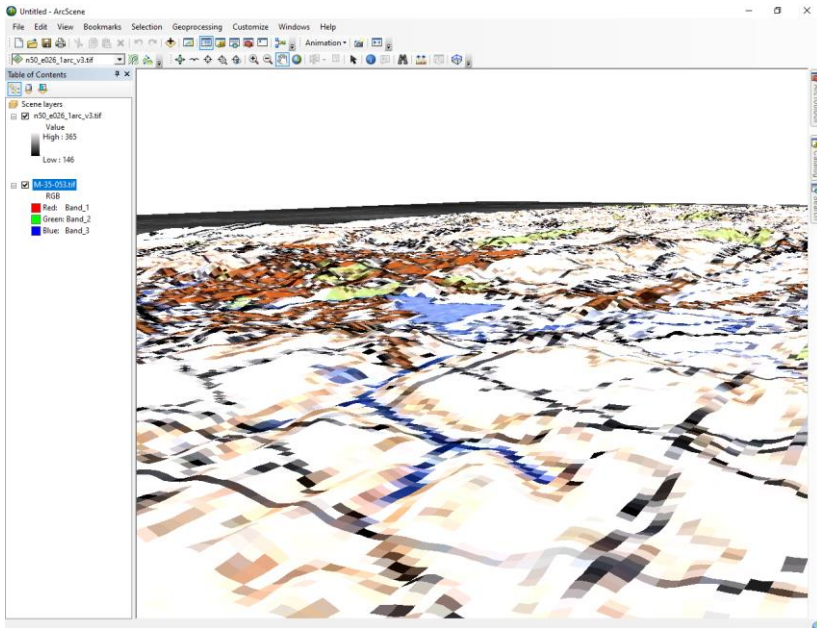 Untitled - ArcScene
File Edit View Bookmarks Selection Geoprocessing Customize Windows Help
Animation
n50_e026_1arc_v3.tif
Table of Contents
Scene layers
n50_e026_1arc_v3.tif
Value
High : 365
Low : 146
M-35-053.tif
RGB
Red: Band_1
Green: Band_2
Blue: Band_3